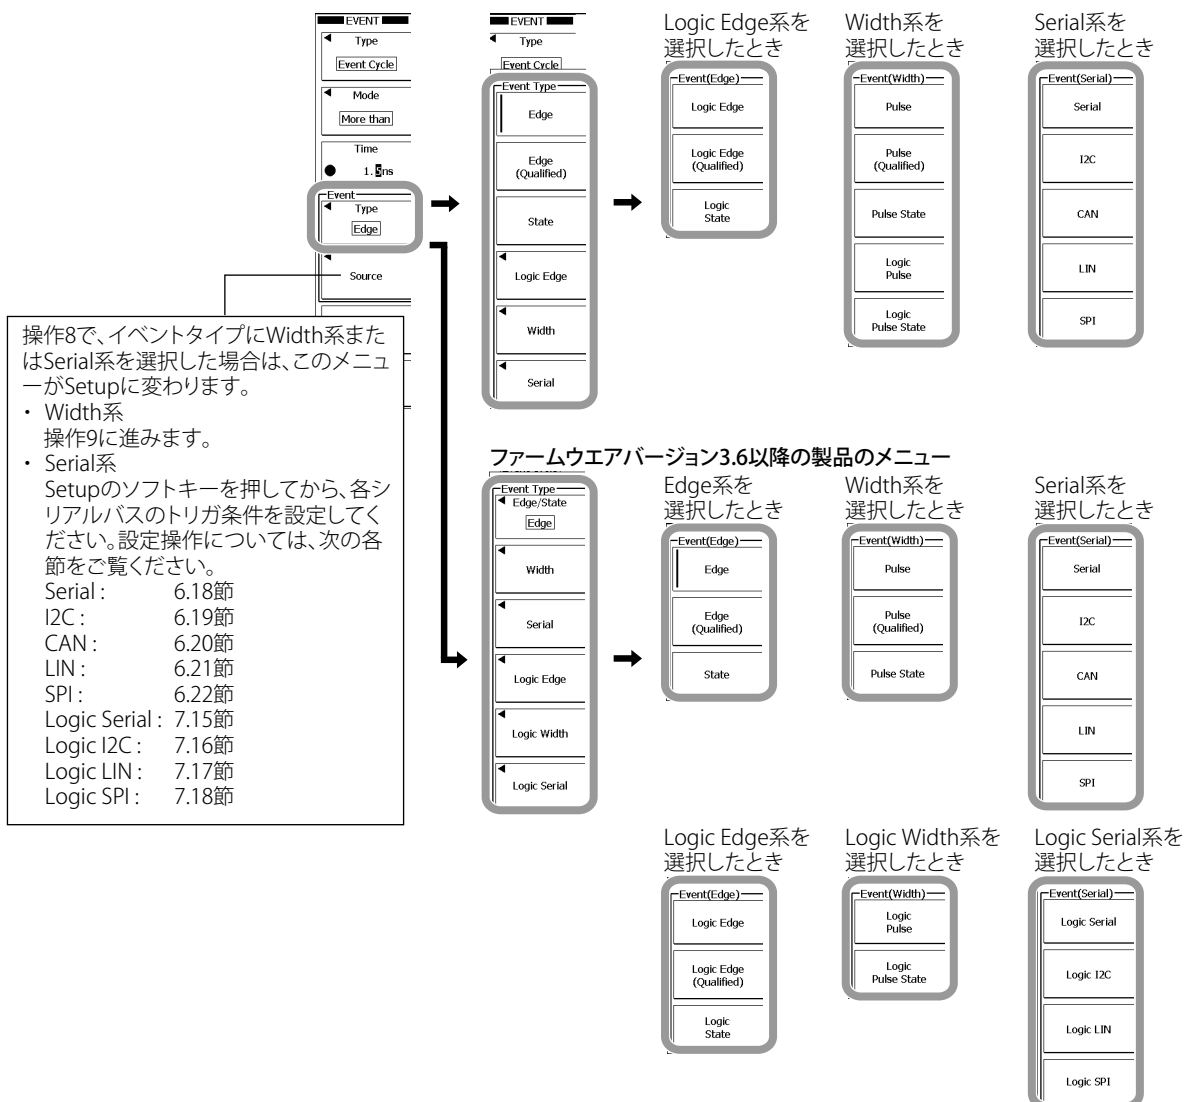 EVENT
Type
Event Cycle
Mode
More than
Time
1.5ns
Event
Type
Edge
Source
操作8で、イベントタイプにWidth系また
はSerial系を選択した場合は、このメニュ
ーがSetupに変わります。
・ Width系
操作9に進みます。
・ Serial系
Setupのソフトキーを押してから、各シ
リアルバスのトリガ条件を設定してく
ださい。設定操作については、次の各
節をご覧ください。
Serial : 6.18節
I2C : 6.19節
CAN : 6.20節
LIN : 6.21節
SPI : 6.22節
Logic Serial : 7.15節
Logic I2C : 7.16節
Logic LIN : 7.17節
Logic SPI : 7.18節
EVENT
Type
Event Cycle
Event Type
Edge
Edge
(Qualified)
State
Logic Edge
Width
Serial
Logic Edge系を
選択したとき
Event(Edge)
Logic Edge
Logic Edge
(Qualified)
Logic
State
Width系を
選択したとき
Event(Width)
Pulse
Pulse
(Qualified)
Pulse State
Logic
Pulse
Logic
Pulse State
Serial系を
選択したとき
Event(Serial)
Serial
I2C
CAN
LIN
SPI
ファームウエアバージョン3.6以降の製品のメニュー
Event Type
Edge/State
Edge
Width
Serial
Logic Edge
Logic Width
Logic Serial
Edge系を
選択したとき
Event(Edge)
Edge
Edge
(Qualified)
State
Width系を
選択したとき
Event(Width)
Pulse
Pulse
(Qualified)
Pulse State
Serial系を
選択したとき
Event(Serial)
Serial
I2C
CAN
LIN
SPI
Logic Edge系を
選択したとき
Event(Edge)
Logic Edge
Logic Edge
(Qualified)
Logic
State
Logic Width系を
選択したとき
Event(Width)
Logic
Pulse
Logic
Pulse State
Logic Serial系を
選択したとき
Event(Serial)
Logic Serial
Logic I2C
Logic LIN
Logic SPI